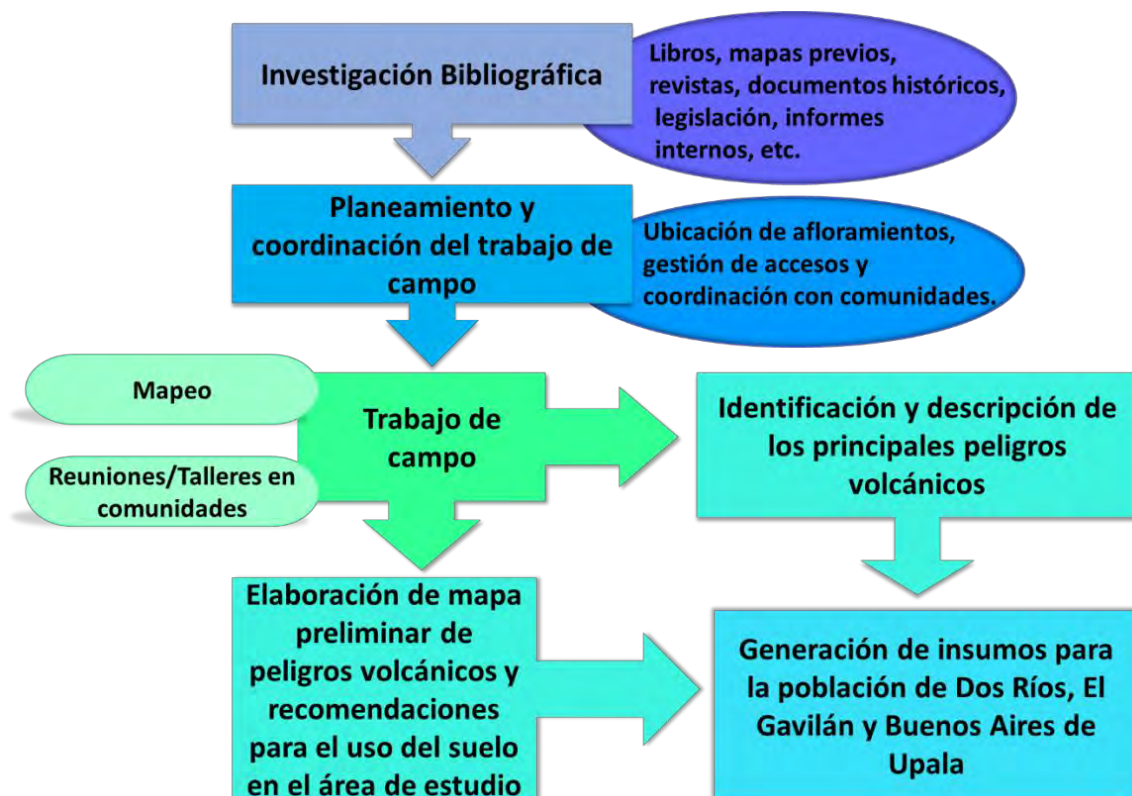 Investigación Bibliográfica
Libros, mapas previos,
revistas, documentos históricos,
legislación, informes
internos, etc.
Planeamiento y
coordinación del trabajo de
campo
Ubicación de afloramientos,
gestión de accesos y
coordinación con comunidades.
Mapeo
Reuniones/Talleres en
comunidades
Trabajo de
campo
Identificación y descripción de
los principales peligros
volcánicos
Elaboración de mapa
preliminar de
peligros volcánicos y
recomendaciones
para el uso del suelo
en el área de estudio
Generación de insumos para
la población de Dos Ríos, El
Gavilán y Buenos Aires de
Upala